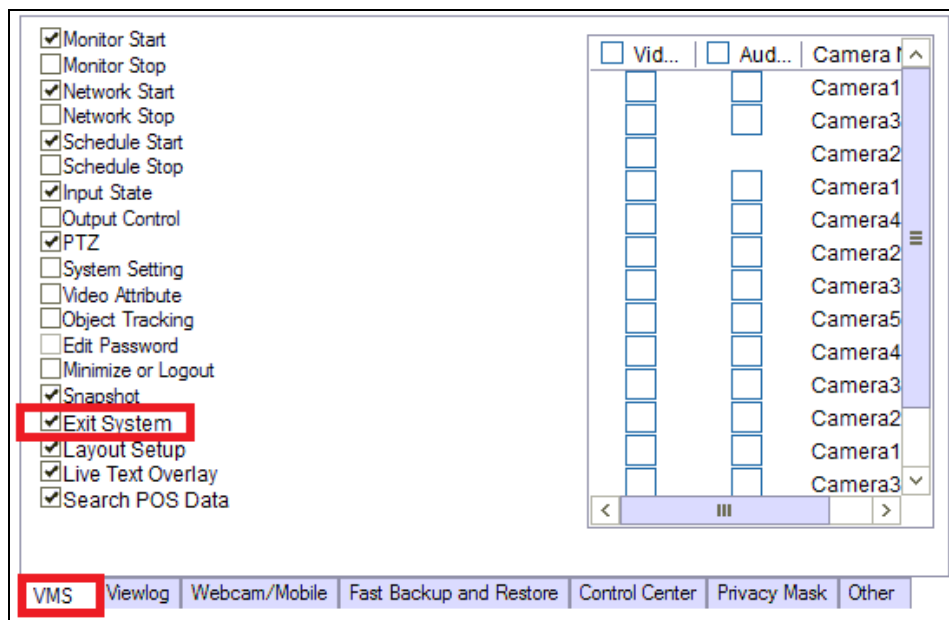 Monitor Start
Monitor Stop
Network Start
Network Stop
Schedule Start
Schedule Stop
Input State
Output Control
PTZ
System Setting
Video Attribute
Object Tracking
Edit Password
Minimize or Logout
Snapshot
Exit System
Layout Setup
Live Text Overlay
Search POS Data
Vid... Aud... Camera
Camera1
Camera3
Camera2
Camera1
Camera4
Camera2
Camera3
Camera5
Camera4
Camera3
Camera2
Camera1
Camera3
VMS Viewlog Webcam/Mobile Fast Backup and Restore Control Center Privacy Mask Other